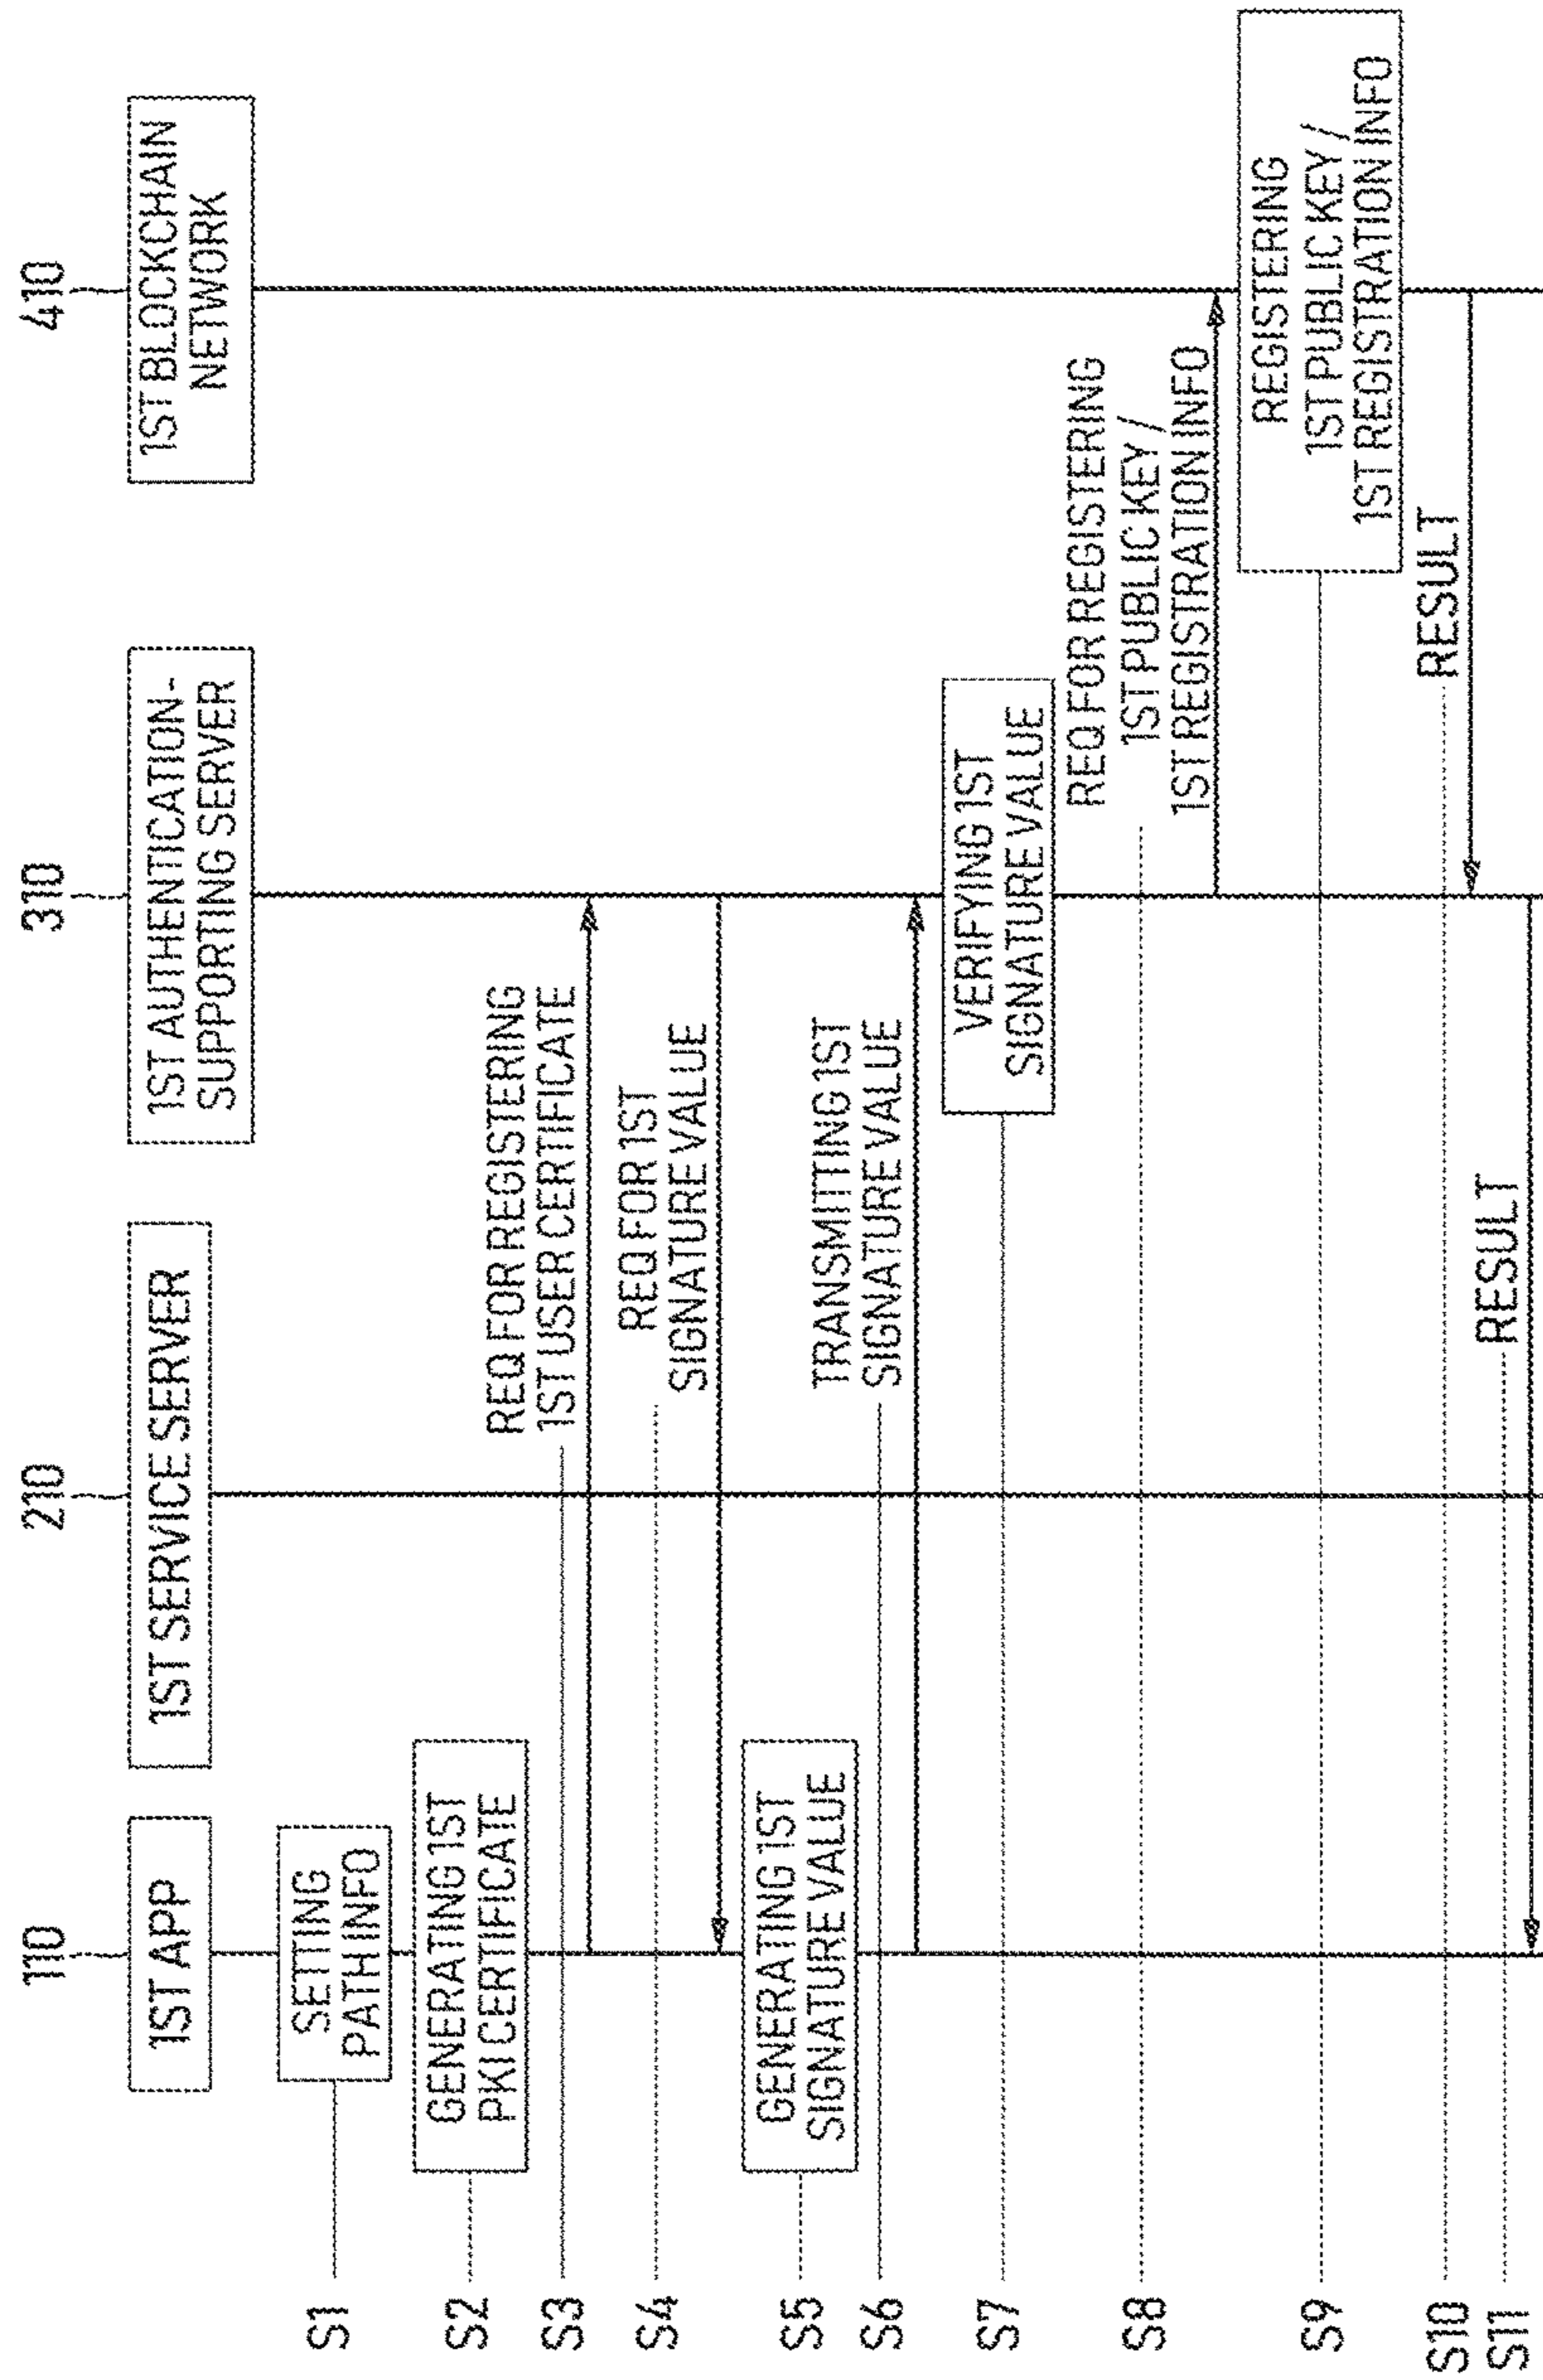 110
210
310
410
1ST APP
1ST SERVICE SERVER
1ST AUTHENTICATION-
SUPPORTING SERVER
1ST BLOCKCHAIN
NETWORK
S1
SETTING
PATH INFO
S2
GENERATING 1ST
PKI CERTIFICATE
S3
REQ FOR REGISTERING
1ST USER CERTIFICATE
S4
REQ FOR 1ST
SIGNATURE VALUE
S5
GENERATING 1ST
SIGNATURE VALUE
S6
TRANSMITTING 1ST
SIGNATURE VALUE
S7
VERIFYING 1ST
SIGNATURE VALUE
S8
REQ FOR REGISTERING
1ST PUBLIC KEY /
1ST REGISTRATION INFO
S9
REGISTERING
1ST PUBLIC KEY /
1ST REGISTRATION INFO
S10
RESULT
S11
RESULT